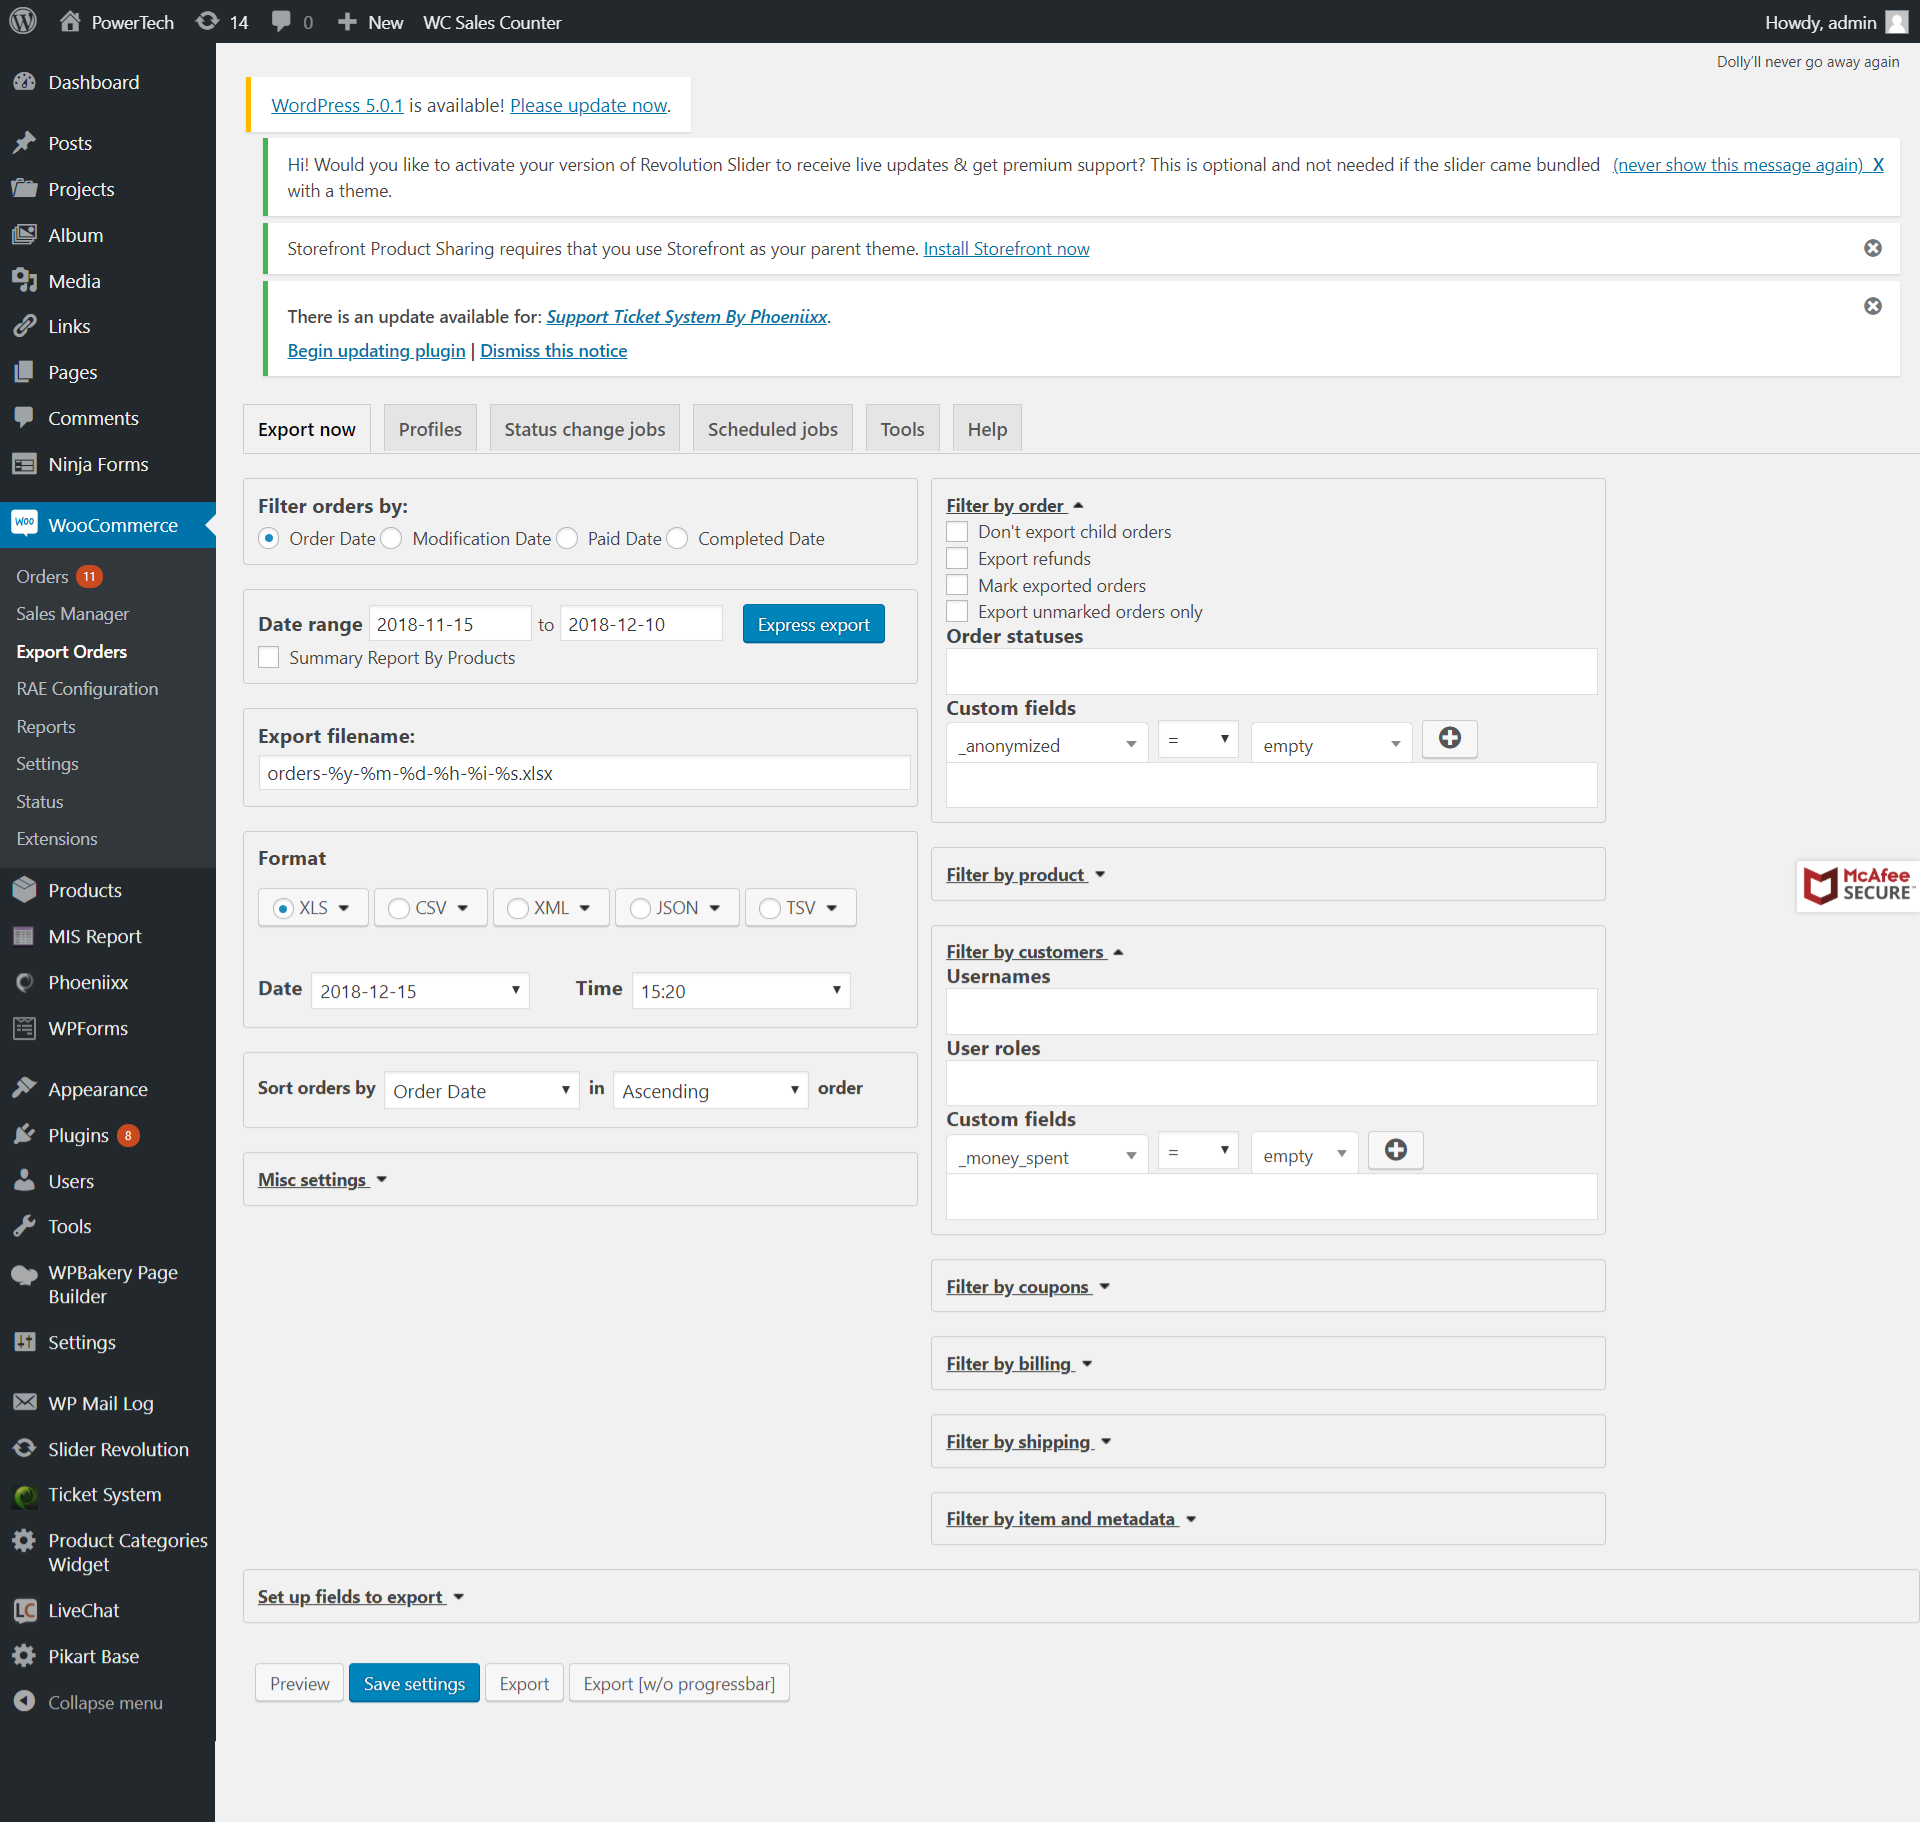 PowerTech 14 0 New WC Sales Counter Howdy, admin
Dolly'll never go away again
Dashboard
Posts
Projects
Album
Media
Links
Pages
Comments
Ninja Forms
WooCommerce
Orders 11
Sales Manager
Export Orders
RAE Configuration
Reports
Settings
Status
Extensions
Products
MIS Report
Phoeniixx
WPForms
Appearance
Plugins 8
Users
Tools
WPBakery Page
Builder
Settings
WP Mail Log
Slider Revolution
Ticket System
Product Categories
Widget
LiveChat
Pikart Base
Collapse menu
WordPress 5.0.1 is available! Please update now.
Hi! Would you like to activate your version of Revolution Slider to receive live updates & get premium support? This is optional and not needed if the slider came bundled (never show this message again) X
with a theme.
Storefront Product Sharing requires that you use Storefront as your parent theme. Install Storefront now
There is an update available for: Support Ticket System By Phoeniixx.
Begin updating plugin | Dismiss this notice
Export now Profiles Status change jobs Scheduled jobs Tools Help
Filter orders by:
Order Date Modification Date Paid Date Completed Date
Date range 2018-11-15 to 2018-12-10 Express export
Summary Report By Products
Export filename:
orders-%y-%m-%d-%h-%i-%s.xlsx
Format
XLS CSV XML JSON TSV
Date 2018-12-15 Time 15:20
Sort orders by Order Date in Ascending order
Misc settings
Filter by order
Don't export child orders
Export refunds
Mark exported orders
Export unmarked orders only
Order statuses
Custom fields
_anonymized = empty
Filter by product
Filter by customers
Usernames
User roles
Custom fields
_money_spent = empty
Filter by coupons
Filter by billing
Filter by shipping
Filter by item and metadata
McAfee
SECURE
Set up fields to export
Preview Save settings Export Export [w/o progressbar]